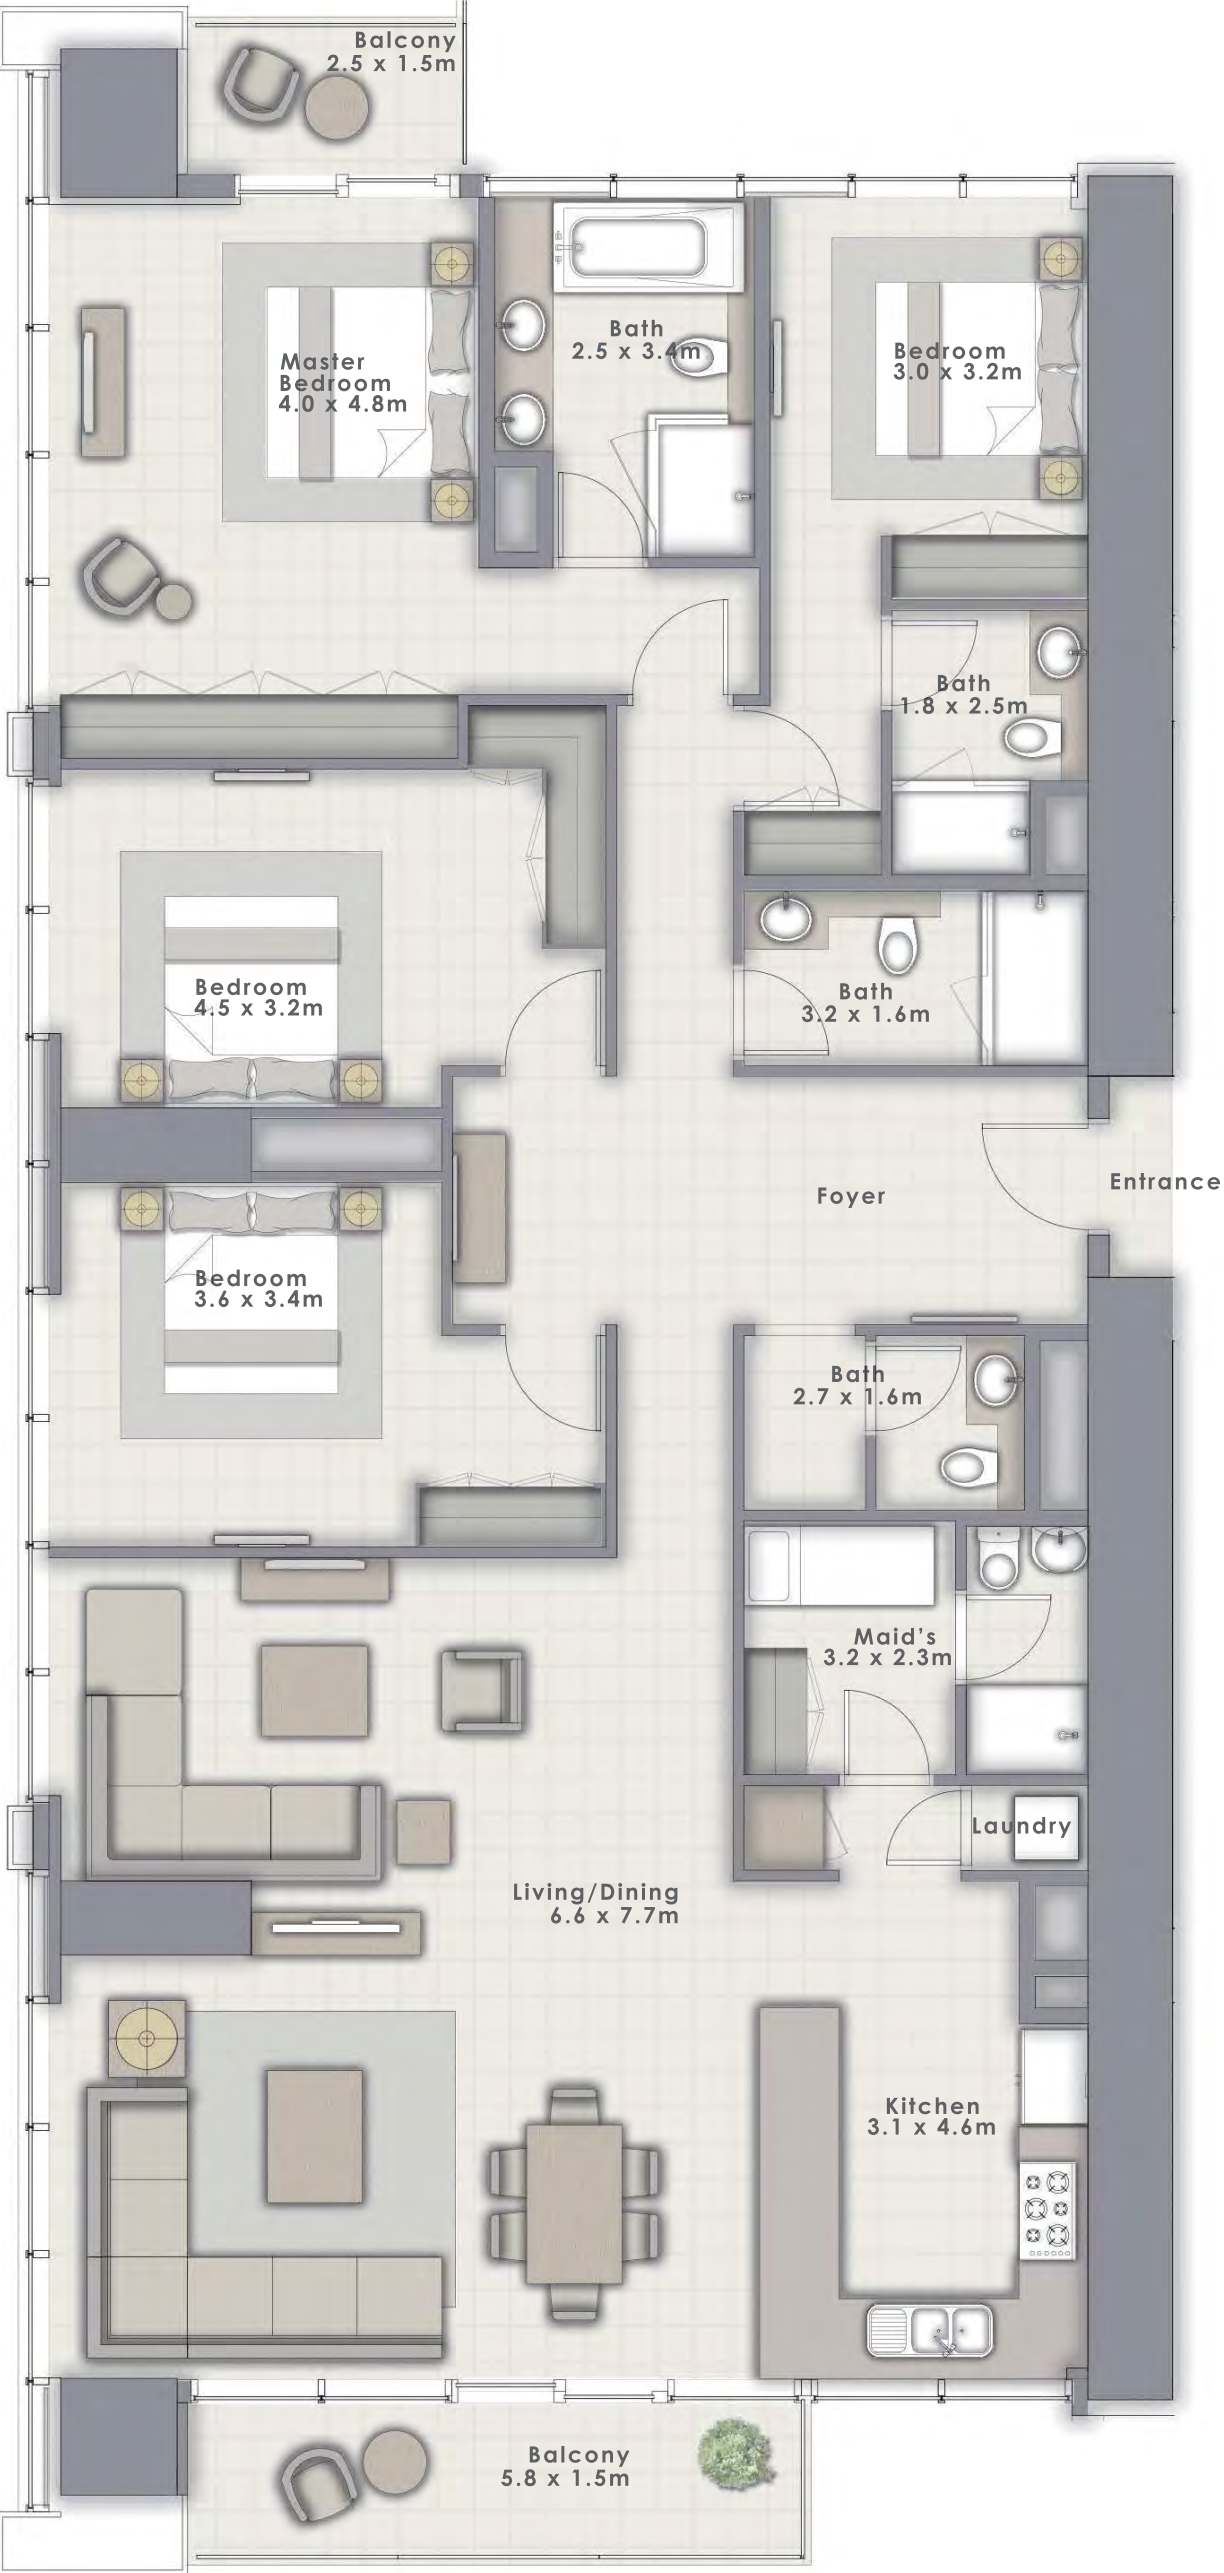 Balcony
2.5 x 1.5m
Master
Bedroom
4.0 x 4.8m
Bath
2.5 x 3.4m
Bedroom
3.0 x 3.2m
Bath
1.8 x 2.5m
Bedroom
4.5 x 3.2m
Bath
3.2 x 1.6m
Foyer
Entrance
Bedroom
3.6 x 3.4m
Bath
2.7 x 1.6m
Maid's
3.2 x 2.3m
Laundry
Living/Dining
6.6 x 7.7m
Kitchen
3.1 x 4.6m
Balcony
5.8 x 1.5m